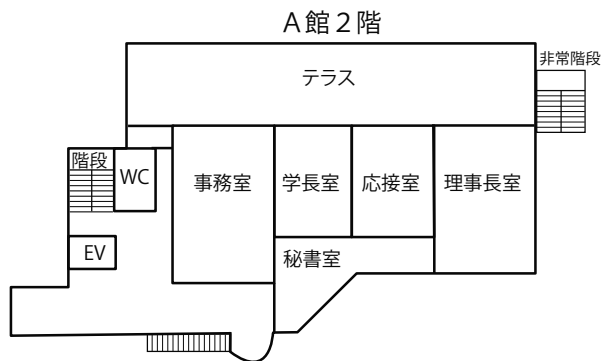 A館2階
非常階段
テラス
階段
WC
事務室
学長室
応接室
理事長室
EV
秘書室